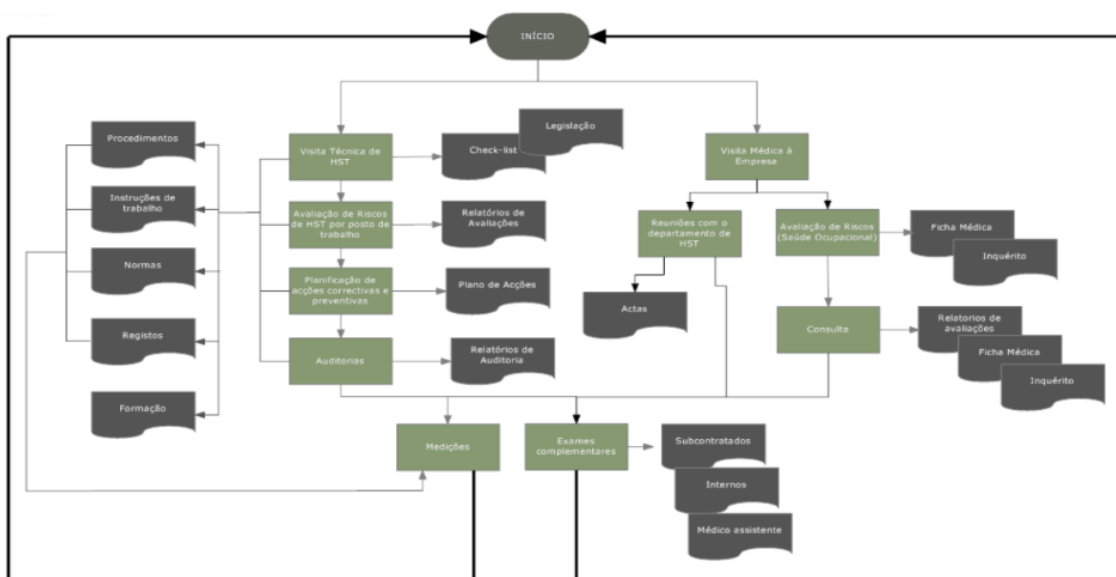 INÍCIO
Procedimentos
Instruções de
trabalho
Normas
Registos
Formação
Visita Técnica de
HST
Check-list
Legislação
Avaliação de Riscos
de HST por posto de
trabalho
Relatórios de
Avaliações
Planificação de
acções correctivas e
preventivas
Plano de Acções
Auditorias
Relatórios de
Auditoria
Visita Médica à
Empresa
Reuniões com o
departamento de
HST
Actas
Avaliação de Riscos
(Saúde Ocupacional)
Ficha Médica
Inquérito
Consulta
Relatorios de
avaliações
Ficha Médica
Inquérito
Medições
Exames
complementares
Subcontratados
Internos
Médico assistente